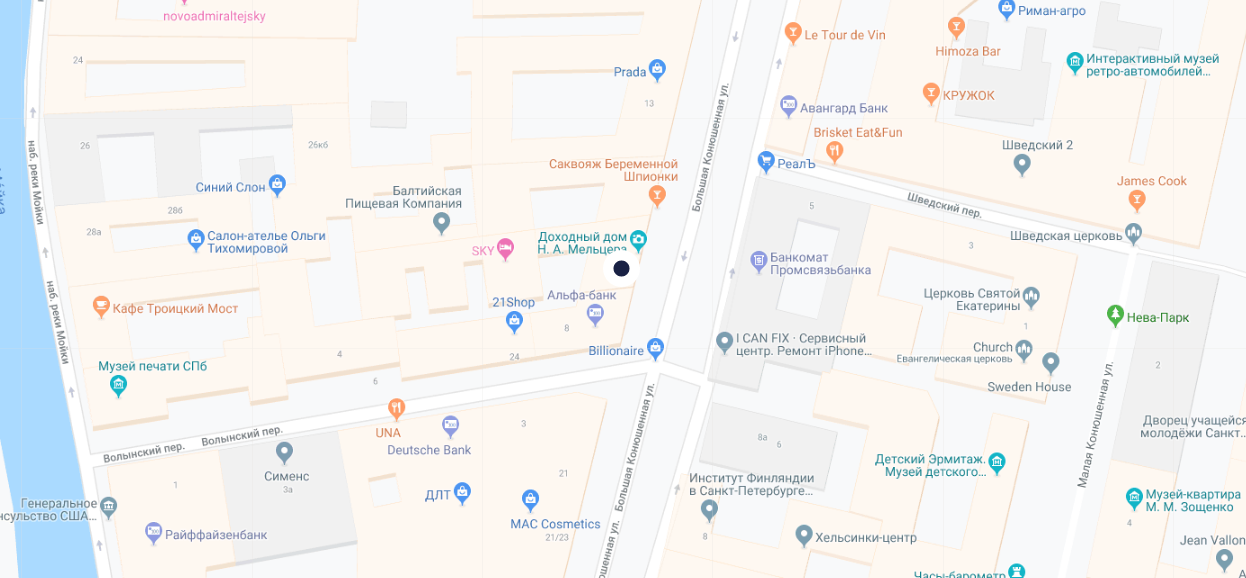 novoadmiraltejsky
Риман-агро
Le Tour de Vin
Himoza Bar
24
Интерактивный музей
ретро-автомобилей...
Prada
13
КРУЖОК
Авангард Банк
Большая Конюшенная ул.
Brisket Eat&Fun
26
26к6
наб. реки Мойки
Шведский 2
Саквояж Беременной
Шпионки
РеалЪ
Синий Слон
Балтийская
Пищевая Компания
James Cook
Шведский пер.
28б
5
28а
Салон-ателье Ольги
Тихомировой
Доходный дом
Н. А. Мельцера
Шведская церковь
3
SKY
Банкомат
Промсвязьбанка
наб. реки Мойки
Церковь Святой
Екатерины
Кафе Троицкий Мост
21Shop
Альфа-банк
Нева-Парк
8
1
I CAN FIX · Сервисный
центр. Ремонт iPhone...
Billionaire
Church
Евангелическая церковь
4
24
Музей печати СПб
2
6
Sweden House
UNA
Волынский пер.
Волынский пер.
3
Deutsche Bank
Большая Конюшенная ул.
8а
6
Малая Конюшенная ул.
Дворец учащейся
молодёжи Санкт...
Детский Эрмитаж.
Музей детского...
Сименс
3а
21
1
Институт Финляндии
в Санкт-Петербурге...
ДЛТ
Генеральное
нсульство США...
MAC Cosmetics
21/23
Музей-квартира
М. М. Зощенко
4
Райффайзенбанк
8
Хельсинки-центр
Jean Vallon
Часы-барометр